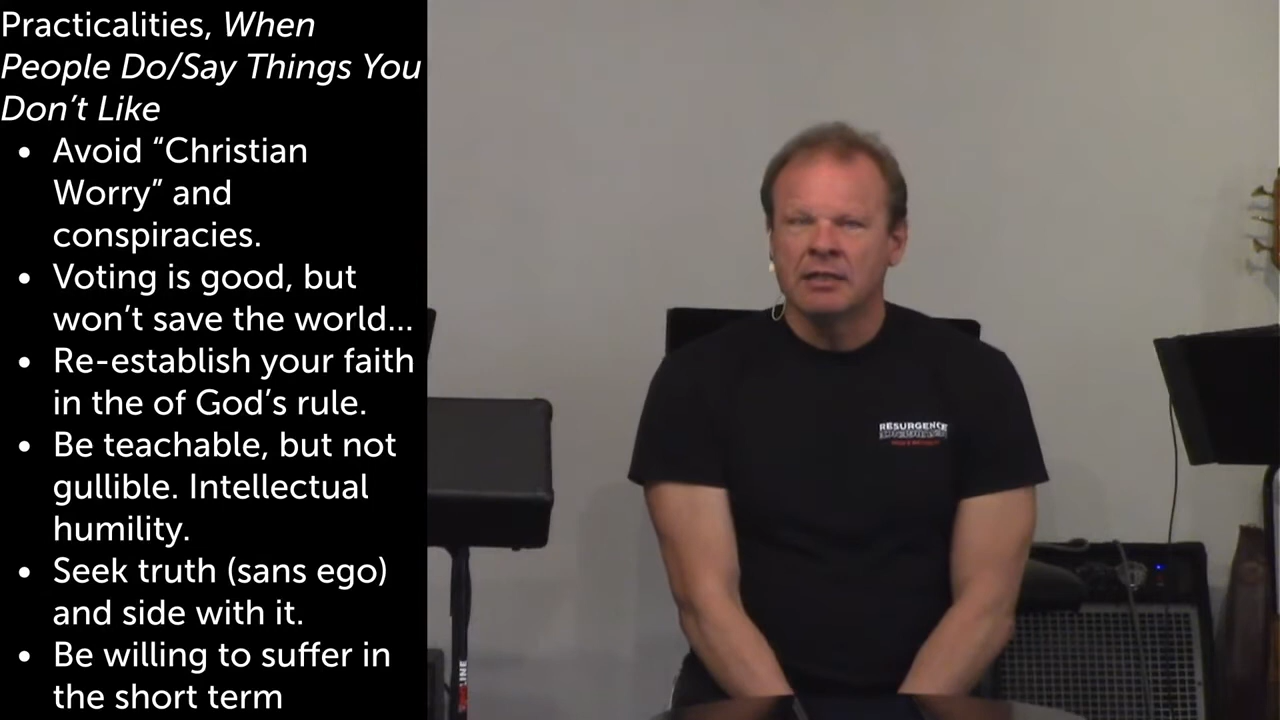 Practicalities, When
People Do/Say Things You
Don’t Like
• Avoid “Christian
Worry” and
conspiracies.
• Voting is good, but
won’t save the world...
• Re-establish your faith
in the of God’s rule.
• Be teachable, but not
gullible. Intellectual
humility.
• Seek truth (sans ego)
and side with it.
• Be willing to suffer in
the short term
RESURGENCE